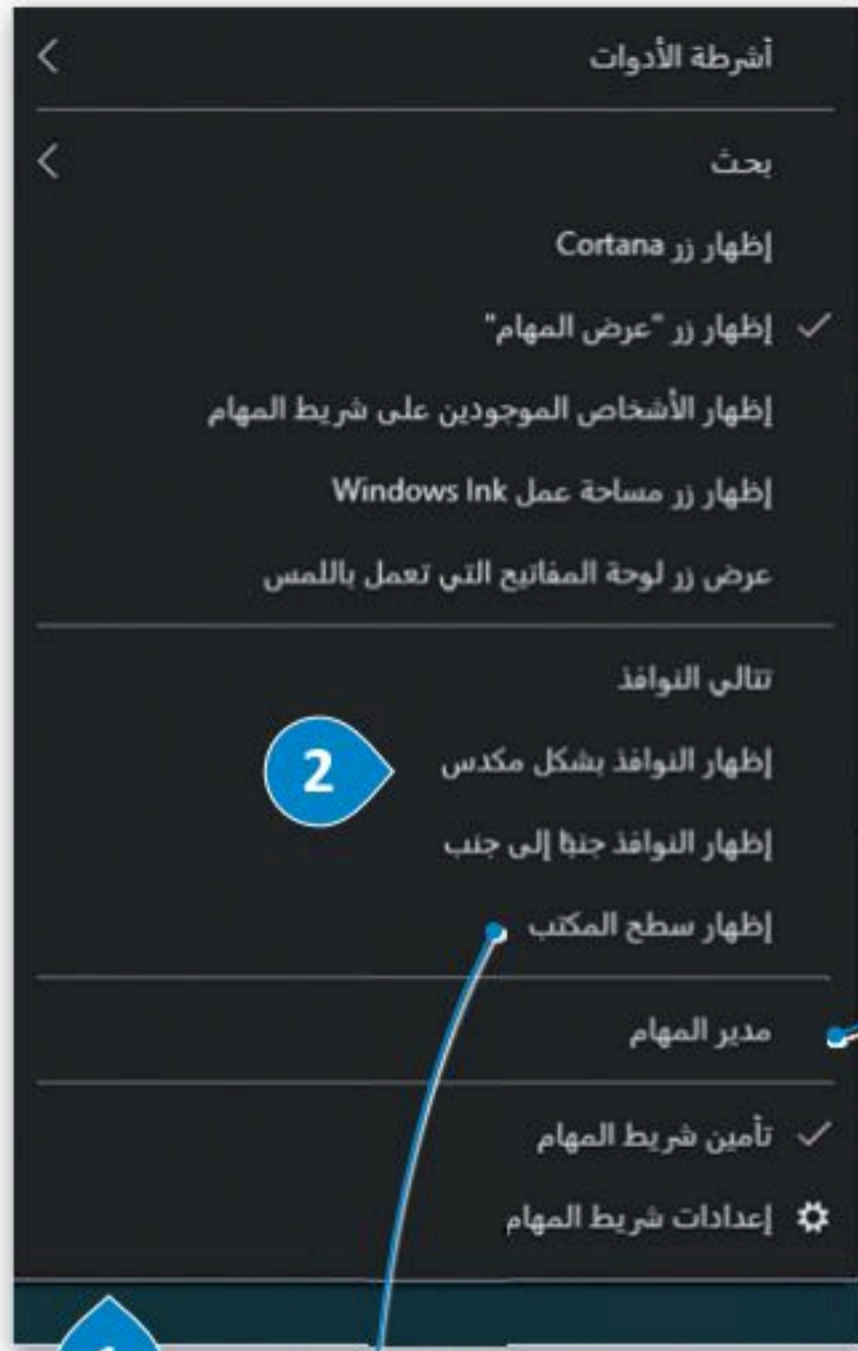 أشرطة الأدوات
بحث
إظهار زر Cortana
إظهار زر "عرض المهام"
إظهار الأشخاص الموجودين على شريط المهام
إظهار زر مساحة عمل Windows Ink
عرض زر لوحة المفاتيح التي تعمل باللمس
تتالي النوافذ
إظهار النوافذ بشكل مكدس
2
إظهار النوافذ جنبًا إلى جنب
إظهار سطح المكتب
مدير المهام
تأمين شريط المهام
إعدادات شريط المهام